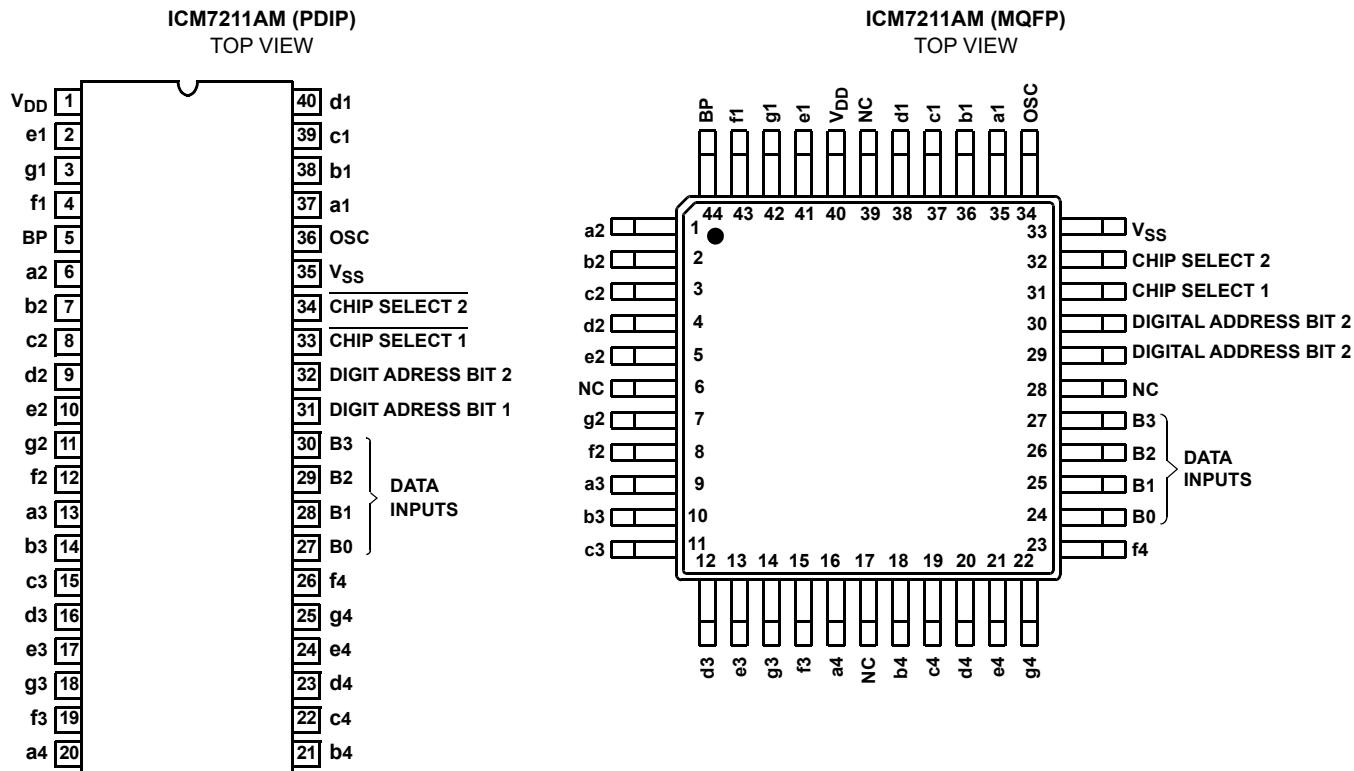 ICM7211AM (PDIP)
TOP VIEW
VDD 1
e1 2
g1 3
f1 4
BP 5
a2 6
b2 7
c2 8
d2 9
e2 10
g2 11
f2 12
a3 13
b3 14
c3 15
d3 16
e3 17
g3 18
f3 19
a4 20
40 d1
39 c1
38 b1
37 a1
36 OSC
35 VSS
34 CHIP SELECT 2
33 CHIP SELECT 1
32 DIGIT ADRESS BIT 2
31 DIGIT ADRESS BIT 1
30 B3
29 B2
28 B1
27 B0
DATA
INPUTS
26 f4
25 g4
24 e4
23 d4
22 c4
21 b4
ICM7211AM (MQFP)
TOP VIEW
BP f1 g1 e1 VDD NC d1 c1 b1 a1 OSC
44 43 42 41 40 39 38 37 36 35 34
a2 1
b2 2
c2 3
d2 4
e2 5
NC 6
g2 7
f2 8
a3 9
b3 10
c3 11
33 VSS
32 CHIP SELECT 2
31 CHIP SELECT 1
30 DIGITAL ADDRESS BIT 2
29 DIGITAL ADDRESS BIT 2
28 NC
27 B3
26 B2
25 B1
24 B0
DATA
INPUTS
23 f4
12 13 14 15 16 17 18 19 20 21 22
d3 e3 g3 f3 a4 NC b4 c4 d4 e4 g4